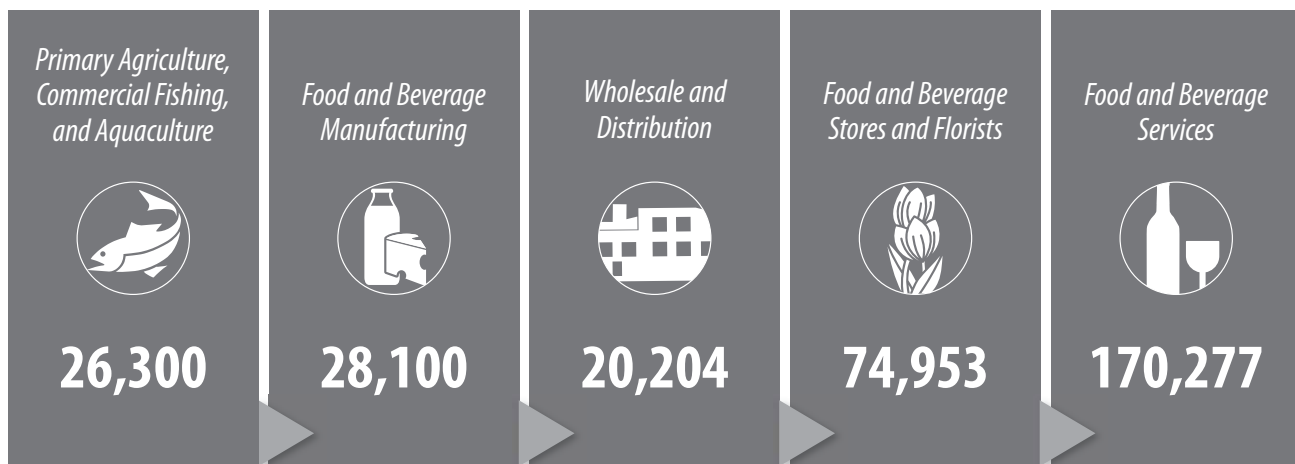 Primary Agriculture,
Commercial Fishing,
and Aquaculture
26,300
Food and Beverage
Manufacturing
28,100
Wholesale and
Distribution
20,204
Food and Beverage
Stores and Florists
74,953
Food and Beverage
Services
170,277